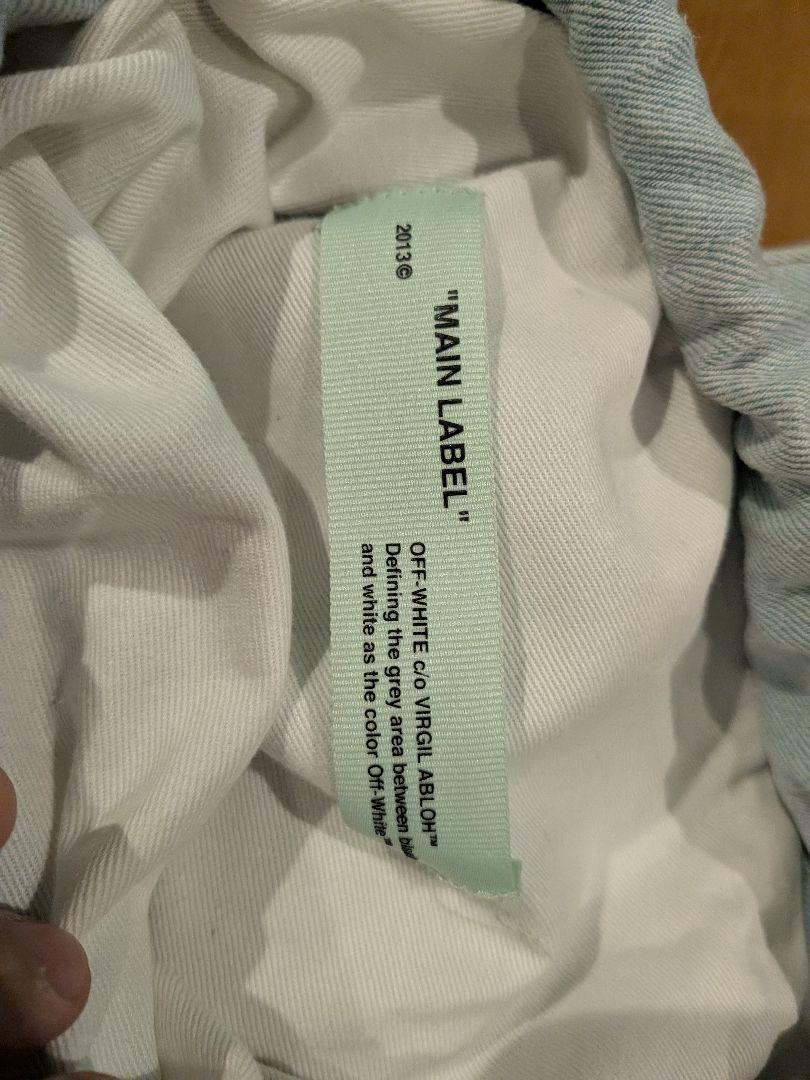 2013©
"MAIN LABEL"
OFF-WHITE c/o VIRGIL ABLOH™
Defining the grey area between
and white as the color Off-White™